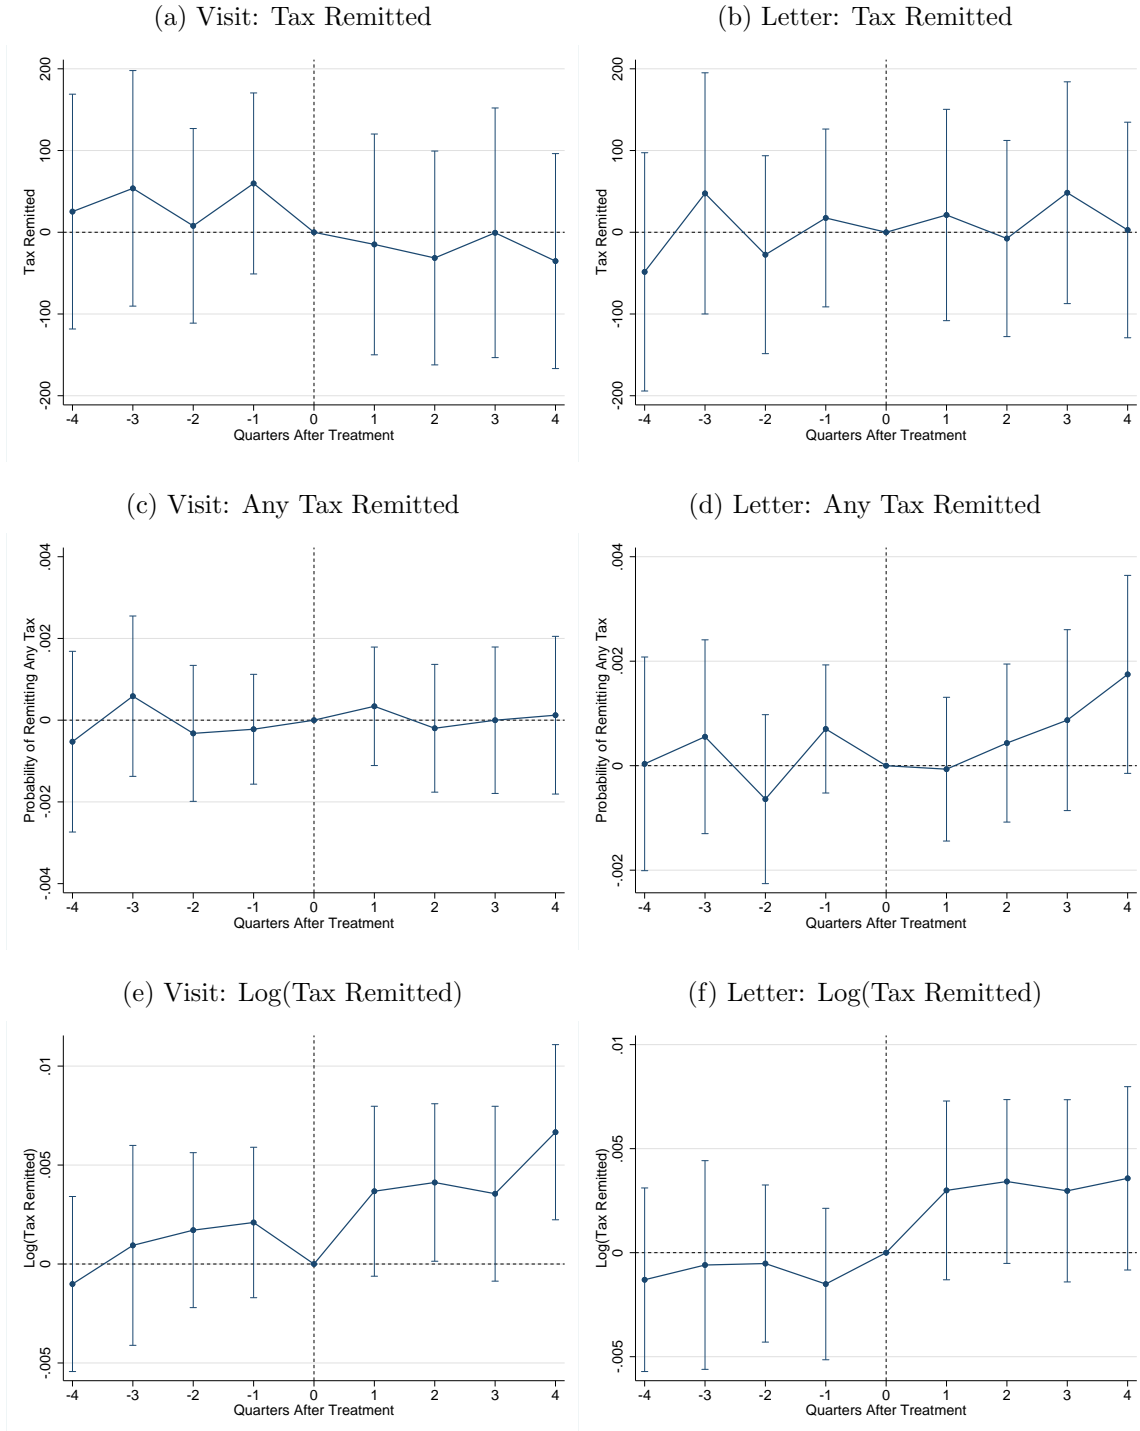 (a) Visit: Tax Remitted
200
100
0
-100
-200
Tax Remitted
-4 -3 -2 -1 0 1 2 3 4
Quarters After Treatment
(b) Letter: Tax Remitted
200
100
0
-100
-200
Tax Remitted
-4 -3 -2 -1 0 1 2 3 4
Quarters After Treatment
(c) Visit: Any Tax Remitted
.004
.002
0
-.002
-.004
Probability of Remitting Any Tax
-4 -3 -2 -1 0 1 2 3 4
Quarters After Treatment
(d) Letter: Any Tax Remitted
.004
.002
0
-.002
Probability of Remitting Any Tax
-4 -3 -2 -1 0 1 2 3 4
Quarters After Treatment
(e) Visit: Log(Tax Remitted)
.01
.005
0
-.005
Log(Tax Remitted)
-4 -3 -2 -1 0 1 2 3 4
Quarters After Treatment
(f) Letter: Log(Tax Remitted)
.01
.005
0
-.005
Log(Tax Remitted)
-4 -3 -2 -1 0 1 2 3 4
Quarters After Treatment